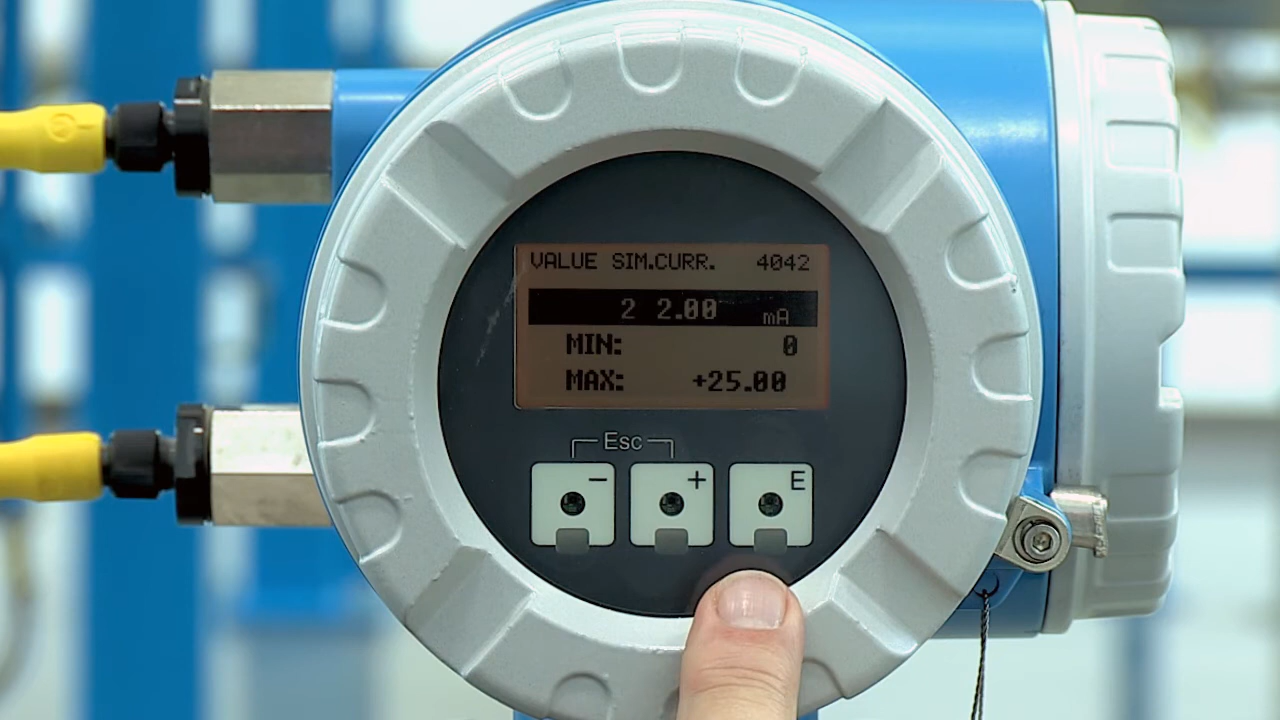 VALUE SIM.CURR. 4042
2 2.00 mA
MIN: 0
MAX: +25.00
Esc
− + E